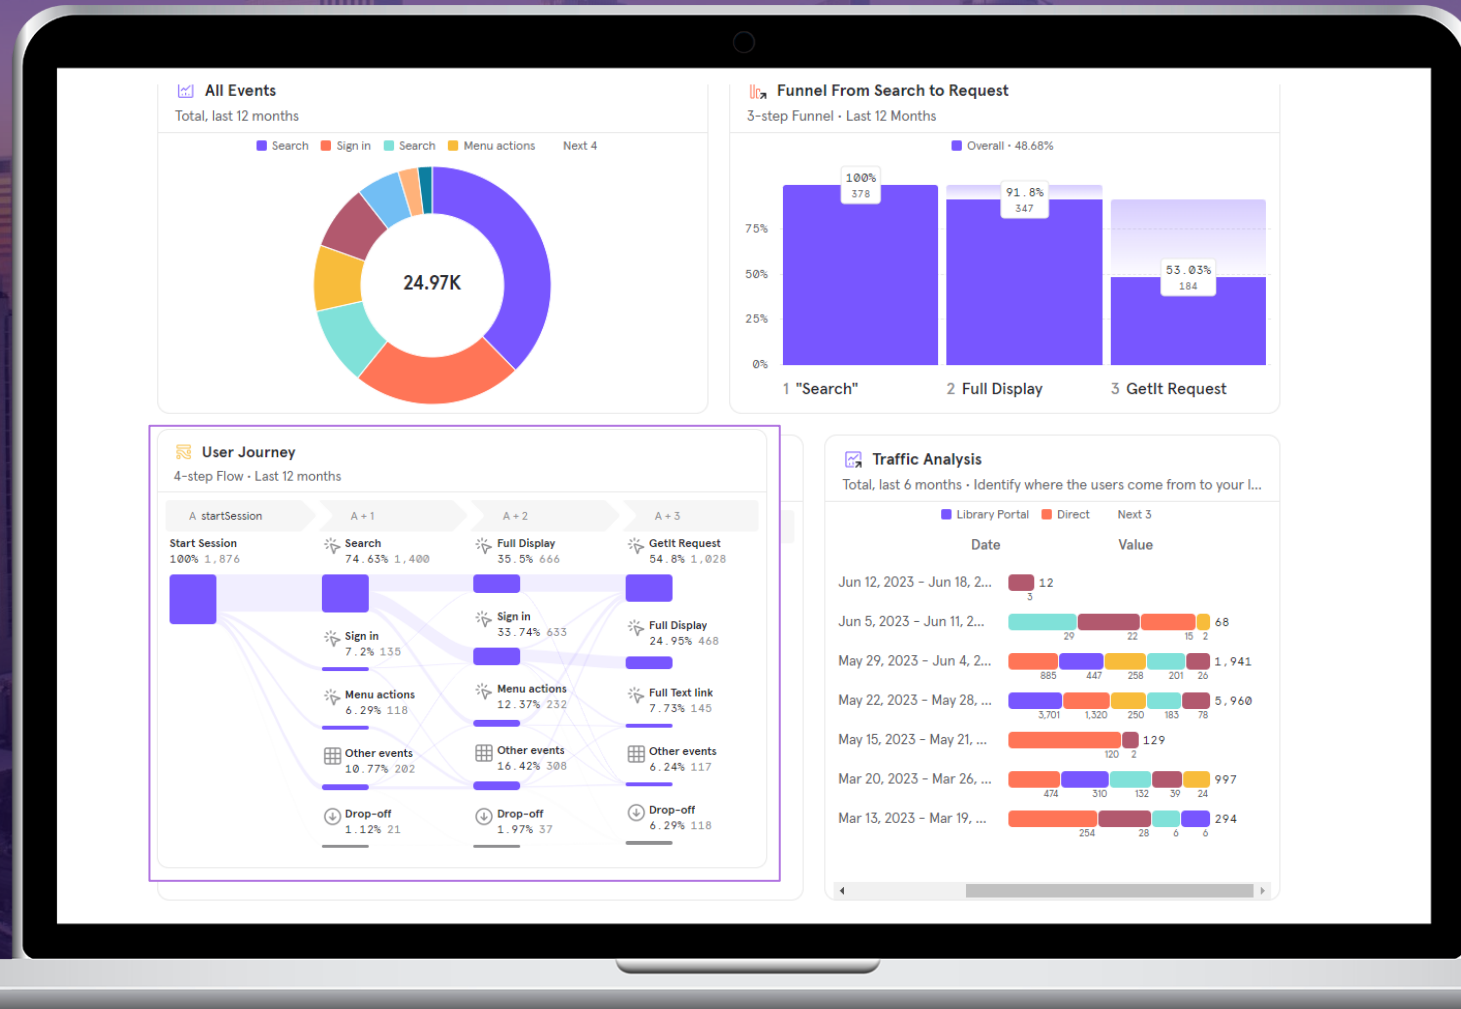 All Events
Total, last 12 months
Search Sign in Search Menu actions Next 4
24.97K
Funnel From Search to Request
3-step Funnel • Last 12 Months
Overall • 48.68%
100%
378
91.8%
347
53.03%
184
75%
50%
25%
0%
1 "Search" 2 Full Display 3 GetIt Request
User Journey
4-step Flow • Last 12 months
A startSession A + 1 A + 2 A + 3
Start Session
100% 1,876
Search
74.63% 1,400
Sign in
7.2% 135
Menu actions
6.29% 118
Other events
10.77% 202
Drop-off
1.12% 21
Full Display
35.5% 666
Sign in
33.74% 633
Menu actions
12.37% 232
Other events
16.42% 308
Drop-off
1.97% 37
GetIt Request
54.8% 1,028
Full Display
24.95% 468
Full Text link
7.73% 145
Other events
6.24% 117
Drop-off
6.29% 118
Traffic Analysis
Total, last 6 months • Identify where the users come from to your l...
Library Portal Direct Next 3
Date Value
Jun 12, 2023 - Jun 18, 2... 12
3
Jun 5, 2023 - Jun 11, 2... 68
29 22 15 2
May 29, 2023 - Jun 4, 2... 1,941
885 447 258 201 26
May 22, 2023 - May 28, ... 5,960
3,701 1,320 250 183 78
May 15, 2023 - May 21, ... 129
120 2
Mar 20, 2023 - Mar 26, ... 997
474 310 132 39 24
Mar 13, 2023 - Mar 19, ... 294
254 28 6 6